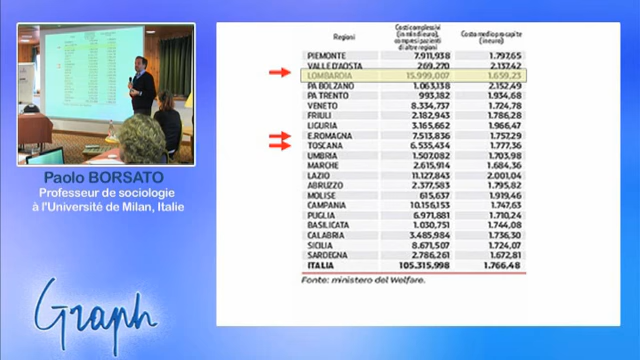 Regioni
Costi complessivi (in mln di euro), compresi pazienti di altre regioni
Costo medio pro capite (in euro)
PIEMONTE 7.911,938 1.797,65
VALLE D'AOSTA 269,270 2.137,42
LOMBARDIA 15.999,007 1.659,23
PA BOLZANO 1.063,138 2.152,49
PA TRENTO 993,382 1.934,68
VENETO 8.334,737 1.724,78
FRIULI 2.182,943 1.786,28
LIGURIA 3.165,662 1.966,47
E.ROMAGNA 7.513,836 1.757,29
TOSCANA 6.535,434 1.777,36
UMBRIA 1.507,082 1.703,98
MARCHE 2.615,914 1.684,36
LAZIO 11.127,843 2.001,04
ABRUZZO 2.377,583 1.795,82
MOLISE 615,637 1.919,46
CAMPANIA 10.156,153 1.747,63
PUGLIA 6.971,881 1.710,24
BASILICATA 1.030,751 1.744,08
CALABRIA 3.485,984 1.736,30
SICILIA 8.671,507 1.724,07
SARDEGNA 2.786,261 1.672,81
ITALIA 105.315,998 1.766,48
Fonte: ministero del Welfare.
Paolo BORSATO
Professeur de sociologie
à l'Université de Milan, Italie
Graph